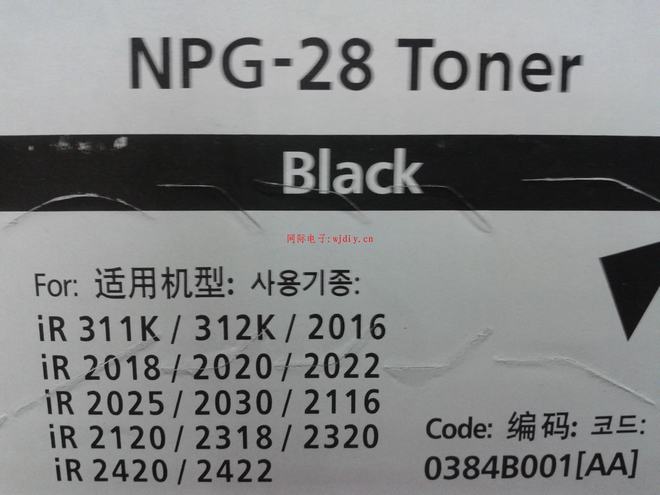 NPG-28 Toner
Black
网际电子:wjdiy.cn
For: 适用机型: 사용기종:
iR 311K / 312K / 2016
iR 2018 / 2020 / 2022
iR 2025 / 2030 / 2116
iR 2120 / 2318 / 2320
iR 2420 / 2422
Code: 编码: 코드:
0384B001[AA]